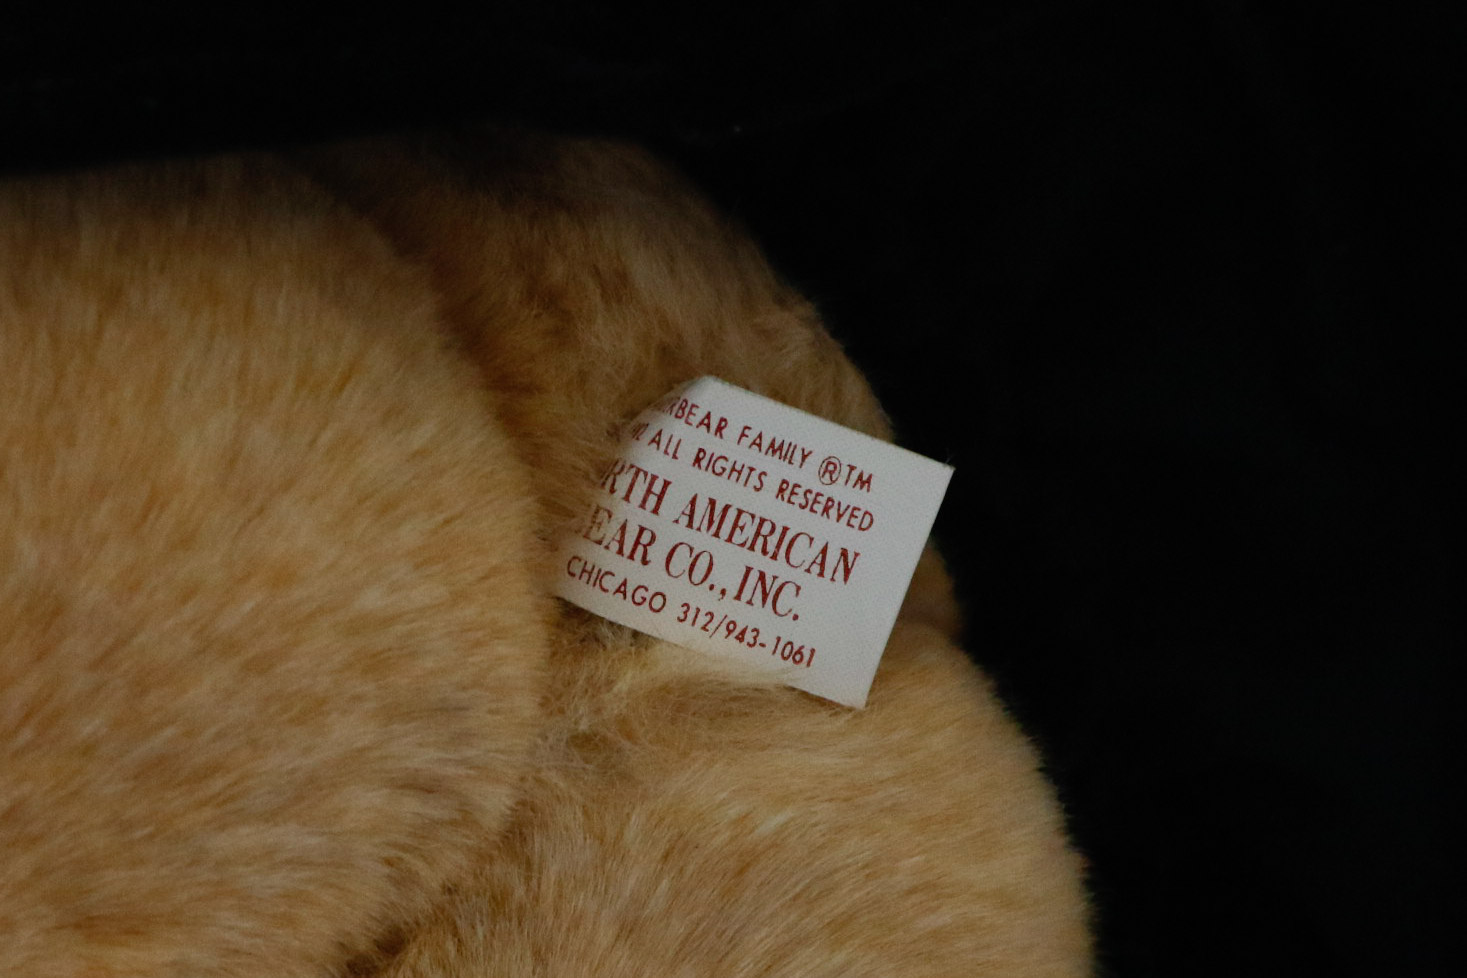 RBEAR FAMILY ®TM
ALL RIGHTS RESERVED
RTH AMERICAN
EAR CO., INC.
CHICAGO 312/943-1061